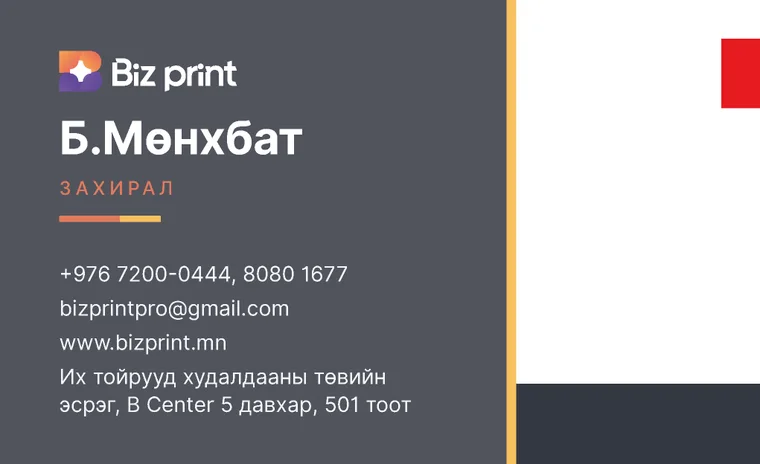 Biz print
Б.Мөнхбат
ЗАХИРАЛ
+976 7200-0444, 8080 1677
bizprintpro@gmail.com
www.bizprint.mn
Их тойрууд худалдааны төвийн
эсрэг, B Center 5 давхар, 501 тоот